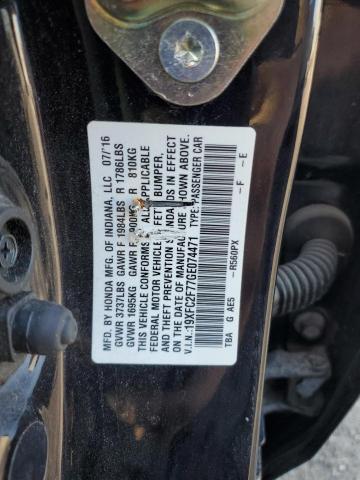 MFD. BY HONDA MFG. OF INDIANA, LLC 07/16
GVWR 3737LBS GAWR F 1984LBS R 1786LBS
GVWR 1695KG GAWR F 900KG R 810KG
THIS VEHICLE CONFORMS TO ALL APPLICABLE
FEDERAL MOTOR VEHICLE SAFETY, BUMPER,
AND THEFT PREVENTION STANDARDS IN EFFECT
ON THE DATE OF MANUFACTURE SHOWN ABOVE.
V.I.N.: 19XFC2F77GE074471 TYPE: PASSENGER CAR
TBA G AE5 -R560PX -F -E